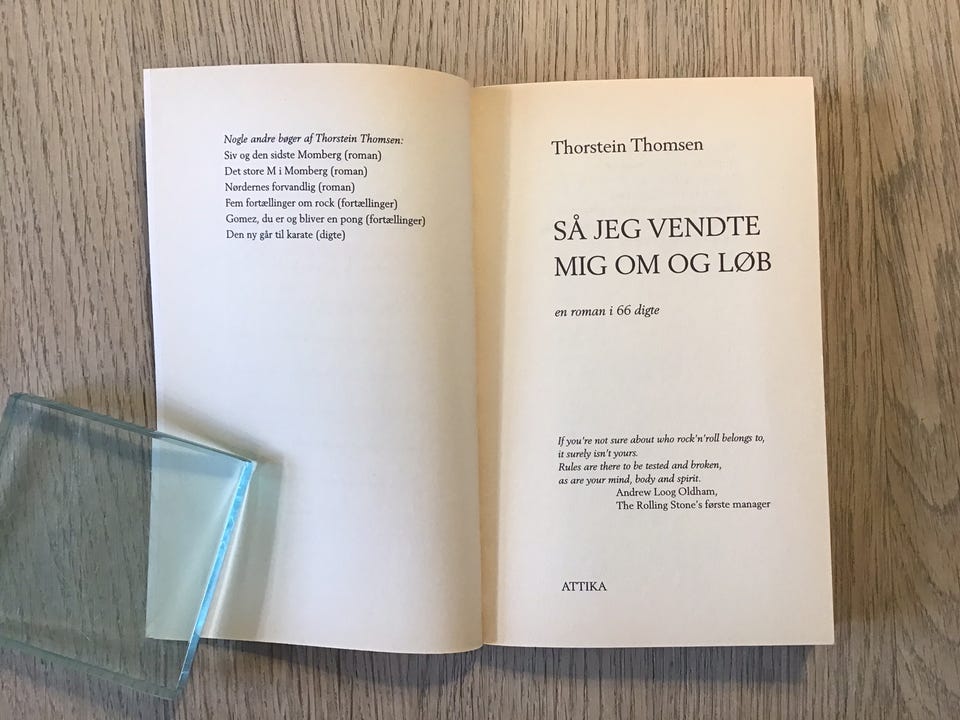 Nogle andre bøger af Thorstein Thomsen:
Siv og den sidste Momberg (roman)
Det store M i Momberg (roman)
Nørdernes forvandlig (roman)
Fem fortællinger om rock (fortællinger)
Gomez, du er og bliver en pong (fortællinger)
Den ny går til karate (digte)
Thorstein Thomsen
SÅ JEG VENDTE
MIG OM OG LØB
en roman i 66 digte
If you're not sure about who rock'n'roll belongs to,
it surely isn't yours.
Rules are there to be tested and broken,
as are your mind, body and spirit.
Andrew Loog Oldham,
The Rolling Stone's første manager
ATTIKA